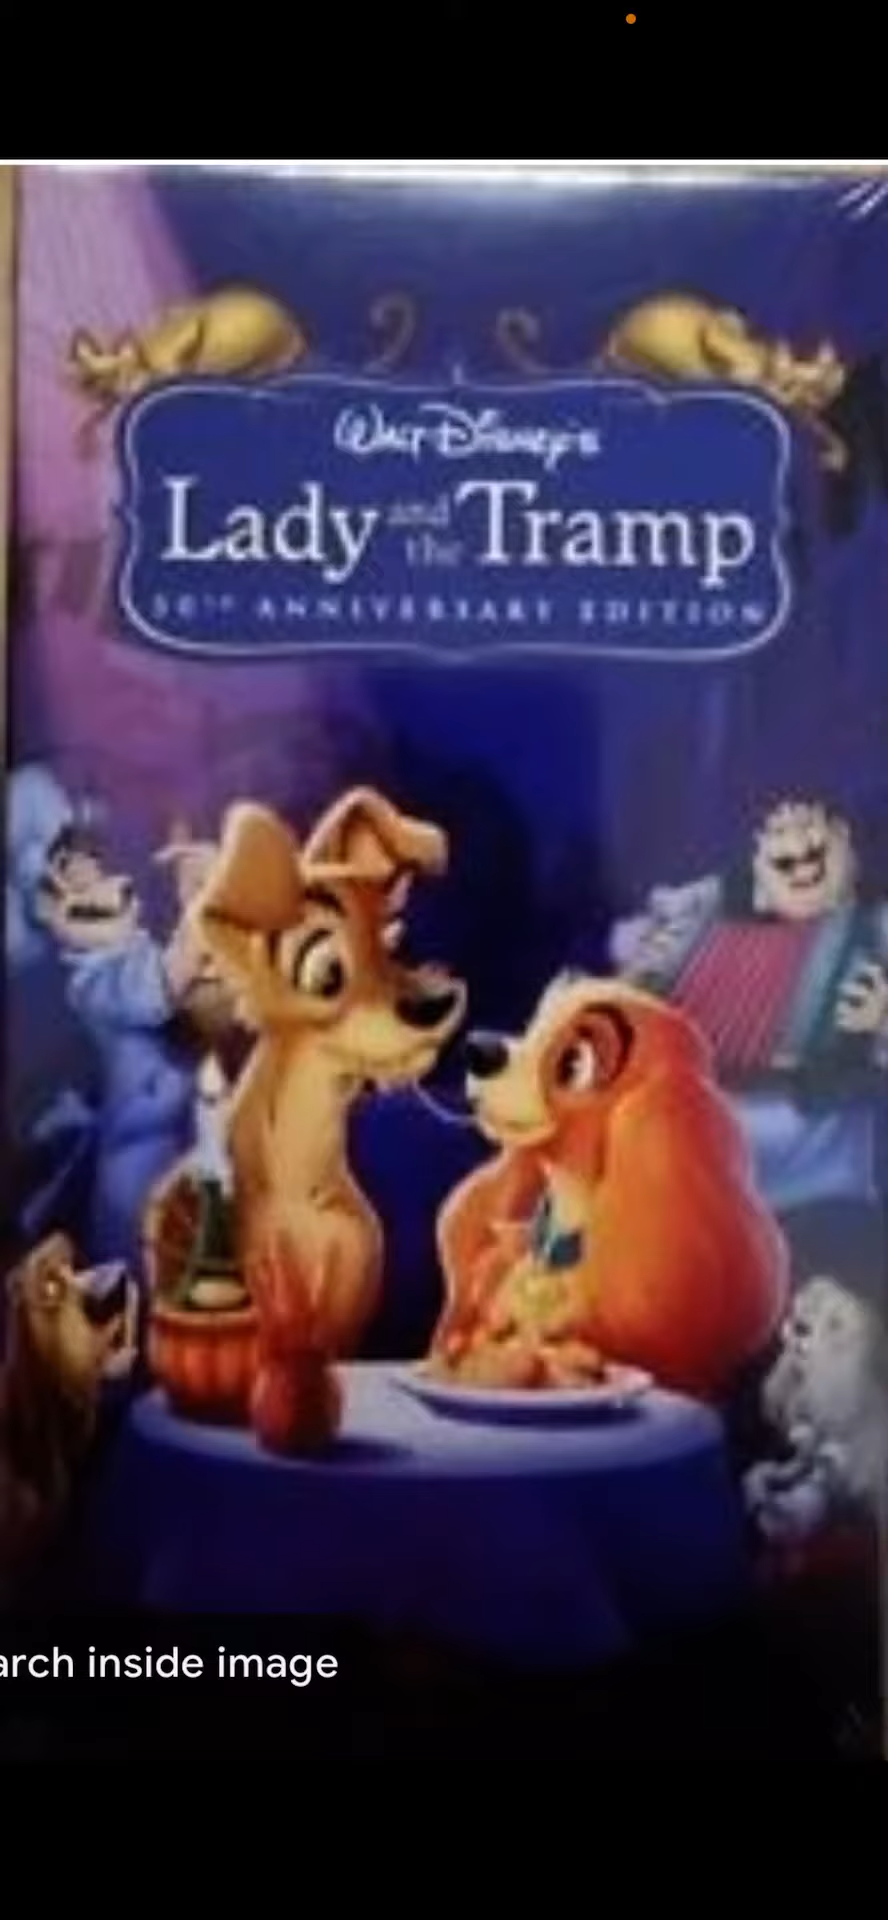 Walt Disney's
Lady and the Tramp
50TH ANNIVERSARY EDITION
arch inside image